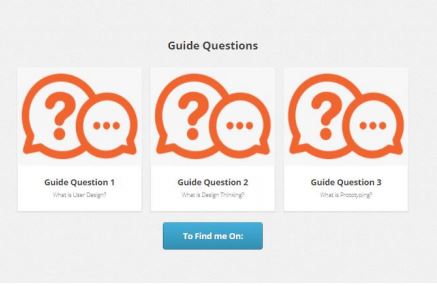 Guide Questions
Guide Question 1
What is User Design?
Guide Question 2
What is Design Thinking?
Guide Question 3
What is Prototyping?
To Find me On: